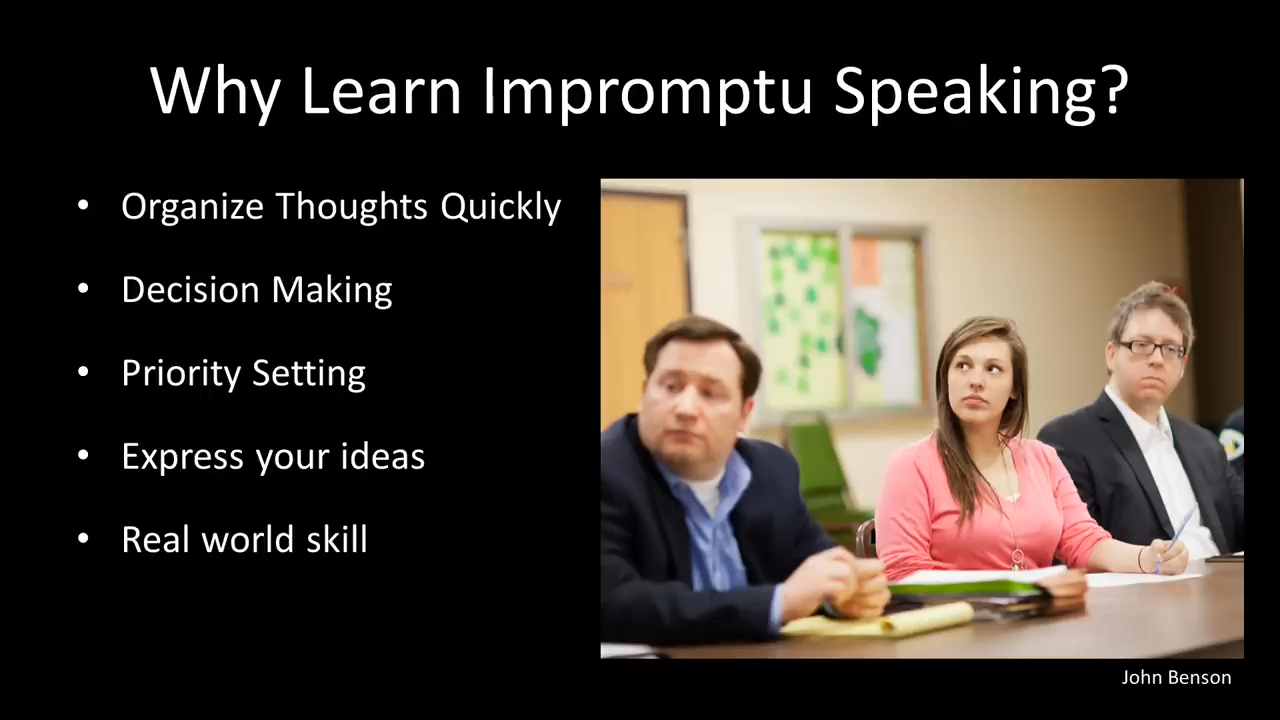 Why Learn Impromptu Speaking?
• Organize Thoughts Quickly
• Decision Making
• Priority Setting
• Express your ideas
• Real world skill
John Benson